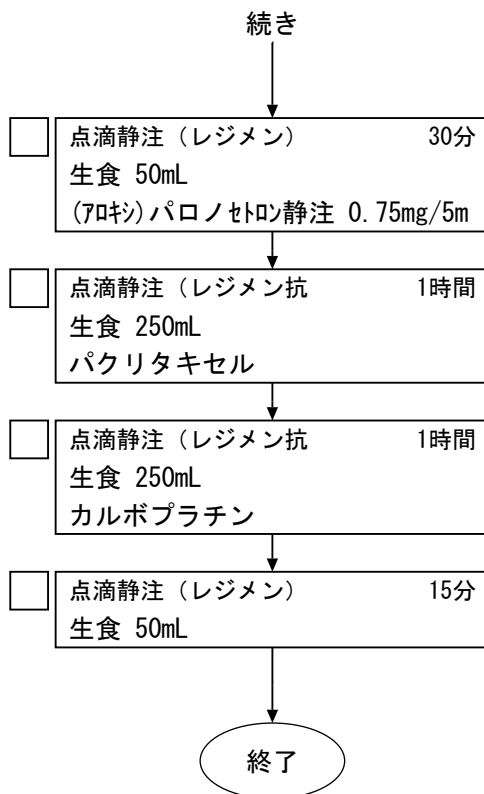 続き
点滴静注（レジメン） 30分
生食 50mL
(ｱﾛｷｼ)パロノｾﾄﾛﾝ静注 0.75mg/5m
点滴静注（レジメン抗 1時間
生食 250mL
パクリタキセル
点滴静注（レジメン抗 1時間
生食 250mL
カルボプラチン
点滴静注（レジメン） 15分
生食 50mL
終了